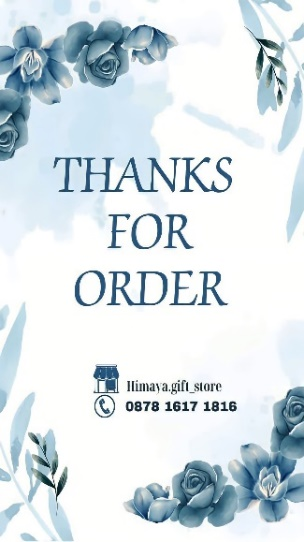 THANKS
FOR
ORDER
Himaya.gift_store
0878 1617 1816